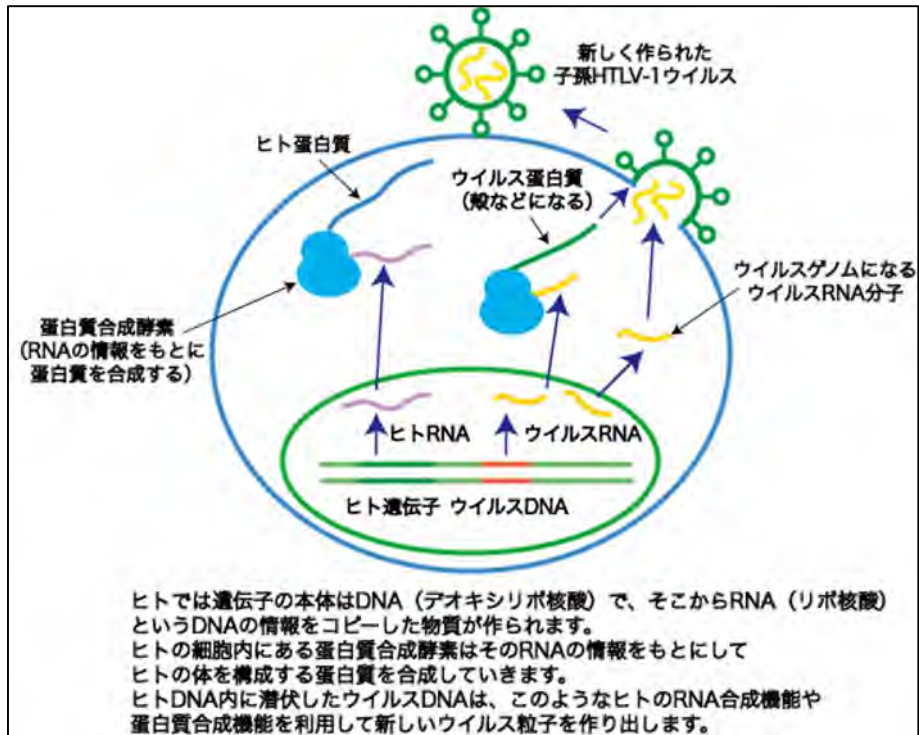 新しく作られた
子孫HTLV-1ウイルス
ヒト蛋白質
ウイルス蛋白質
（殻などになる）
ウイルスゲノムになる
ウイルスRNA分子
蛋白質合成酵素
（RNAの情報をもとに
蛋白質を合成する）
ヒトRNA
ウイルスRNA
ヒト遺伝子 ウイルスDNA
ヒトでは遺伝子の本体はDNA（デオキシリボ核酸）で、そこからRNA（リボ核酸）
というDNAの情報をコピーした物質が作られます。
ヒトの細胞内にある蛋白質合成酵素はそのRNAの情報をもとにして
ヒトの体を構成する蛋白質を合成していきます。
ヒトDNA内に潜伏したウイルスDNAは、このようなヒトのRNA合成機能や
蛋白質合成機能を利用して新しいウイルス粒子を作り出します。